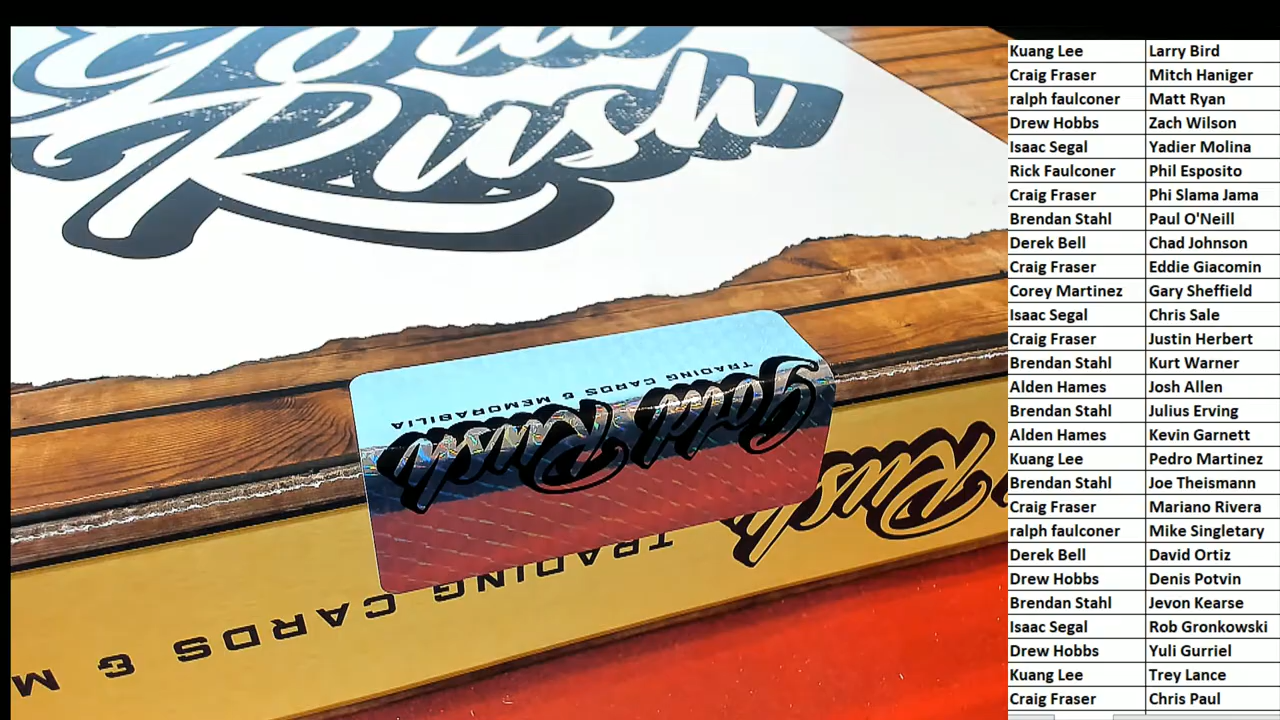 Gold
Rush
TRADING CARDS & MEMORABILIA
Gold Rush
Rush
TRADING CARDS & M
Kuang Lee Larry Bird
Craig Fraser Mitch Haniger
ralph faulconer Matt Ryan
Drew Hobbs Zach Wilson
Isaac Segal Yadier Molina
Rick Faulconer Phil Esposito
Craig Fraser Phi Slama Jama
Brendan Stahl Paul O'Neill
Derek Bell Chad Johnson
Craig Fraser Eddie Giacomin
Corey Martinez Gary Sheffield
Isaac Segal Chris Sale
Craig Fraser Justin Herbert
Brendan Stahl Kurt Warner
Alden Hames Josh Allen
Brendan Stahl Julius Erving
Alden Hames Kevin Garnett
Kuang Lee Pedro Martinez
Brendan Stahl Joe Theismann
Craig Fraser Mariano Rivera
ralph faulconer Mike Singletary
Derek Bell David Ortiz
Drew Hobbs Denis Potvin
Brendan Stahl Jevon Kearse
Isaac Segal Rob Gronkowski
Drew Hobbs Yuli Gurriel
Kuang Lee Trey Lance
Craig Fraser Chris Paul